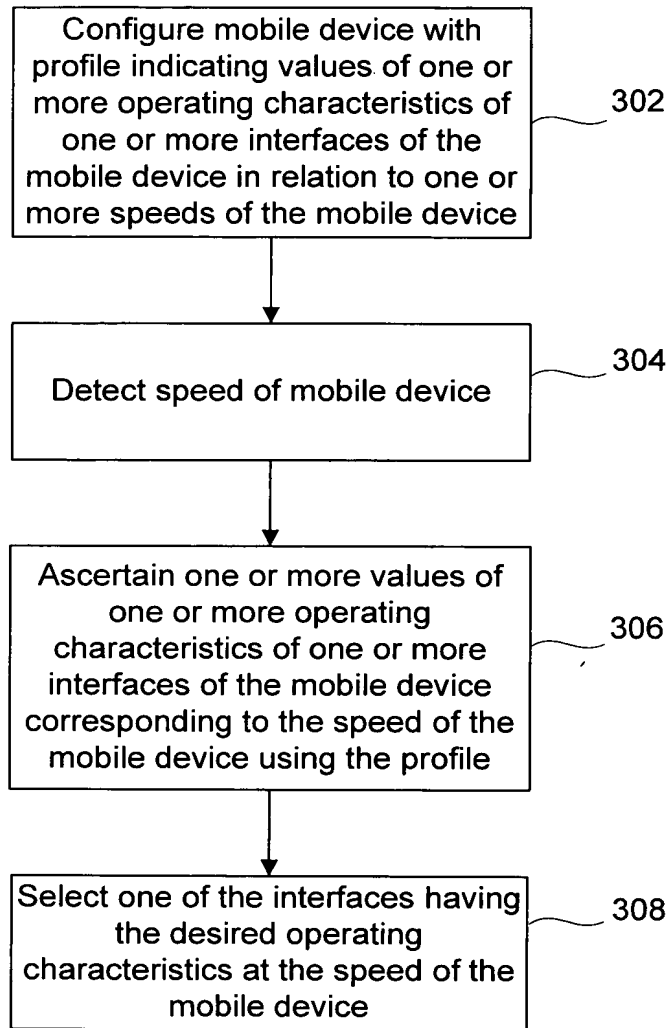 Configure mobile device with
profile indicating values of one or
more operating characteristics of
one or more interfaces of the
mobile device in relation to one or
more speeds of the mobile device
302
Detect speed of mobile device
304
Ascertain one or more values of
one or more operating
characteristics of one or more
interfaces of the mobile device
corresponding to the speed of the
mobile device using the profile
306
Select one of the interfaces having
the desired operating
characteristics at the speed of the
mobile device
308